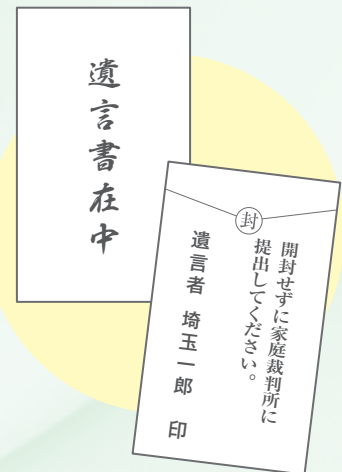 遺言書在中
封
開封せずに家庭裁判所に
提出してください。
遺言者 埼玉一郎 印